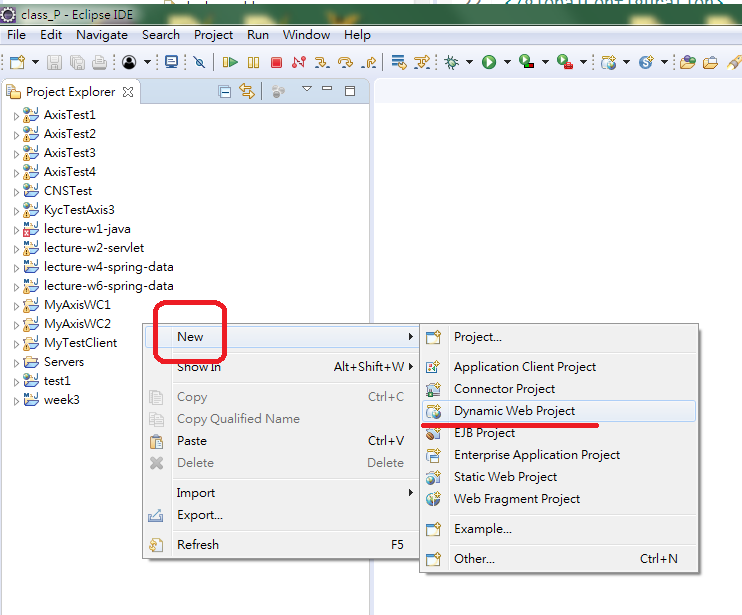 class_P - Eclipse IDE
File Edit Navigate Search Project Run Window Help
Project Explorer
AxisTest1
AxisTest2
AxisTest3
AxisTest4
CNSTest
KycTestAxis3
lecture-w1-java
lecture-w2-servlet
lecture-w4-spring-data
lecture-w6-spring-data
MyAxisWC1
MyAxisWC2
MyTestClient
Servers
test1
week3
New
Show In Alt+Shift+W
Copy Ctrl+C
Copy Qualified Name
Paste Ctrl+V
Delete Delete
Import
Export...
Refresh F5
Project...
Application Client Project
Connector Project
Dynamic Web Project
EJB Project
Enterprise Application Project
Static Web Project
Web Fragment Project
Example...
Other... Ctrl+N